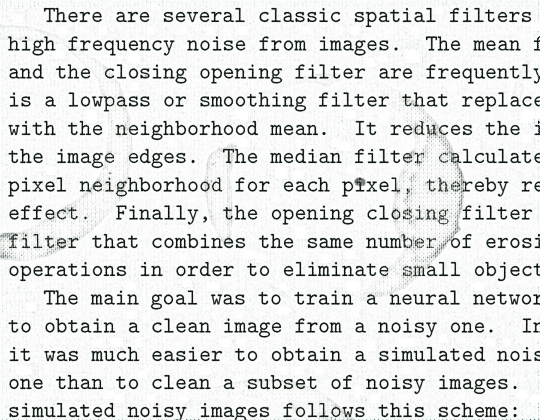 There are several classic spatial filters
high frequency noise from images. The mean f
and the closing opening filter are frequently
is a lowpass or smoothing filter that replace
with the neighborhood mean. It reduces the i
the image edges. The median filter calculate
pixel neighborhood for each pixel, thereby re
effect. Finally, the opening closing filter
filter that combines the same number of erosi
operations in order to eliminate small object
The main goal was to train a neural networ
to obtain a clean image from a noisy one. In
it was much easier to obtain a simulated nois
one than to clean a subset of noisy images.
simulated noisy images follows this scheme: